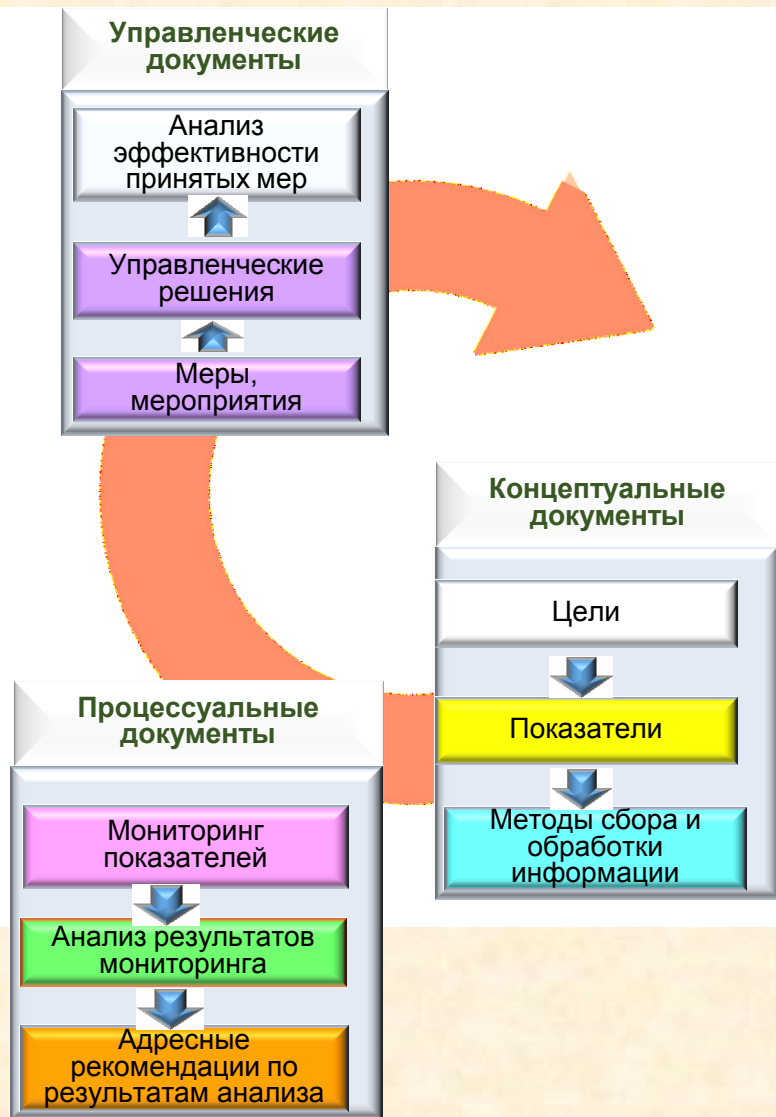 Управленческие
документы
Анализ
эффективности
принятых мер
Управленческие
решения
Меры,
мероприятия
Концептуальные
документы
Цели
Показатели
Методы сбора и
обработки
информации
Процессуальные
документы
Мониторинг
показателей
Анализ результатов
мониторинга
Адресные
рекомендации по
результатам анализа